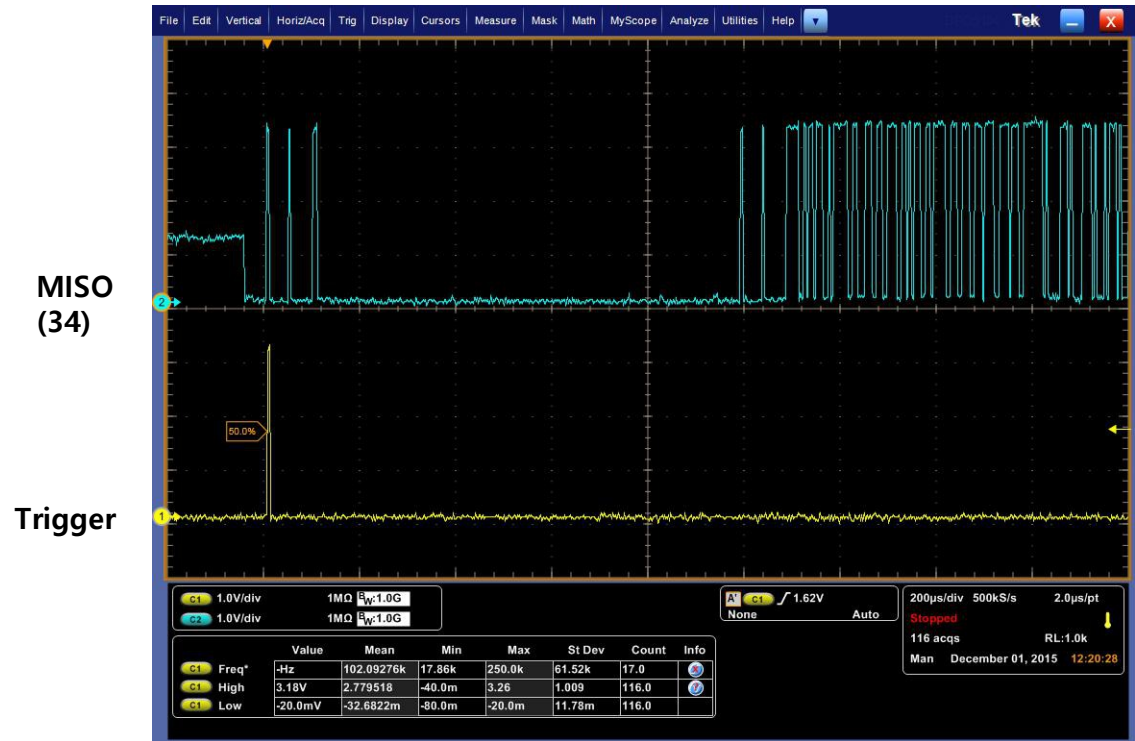 File Edit Vertical Horiz/Acq Trig Display Cursors Measure Mask Math MyScope Analyze Utilities Help Tek X
MISO
(34)
2
50.0%
Trigger
1
C1 1.0V/div 1MΩ BW:1.0G
C2 1.0V/div 1MΩ BW:1.0G
A' C1 1.62V
None Auto
200µs/div 500kS/s 2.0µs/pt
Stopped
116 acqs RL:1.0k
Man December 01, 2015 12:20:28
Value Mean Min Max St Dev Count Info
C1 Freq* -Hz 102.09276k 17.86k 250.0k 61.52k 17.0
C1 High 3.18V 2.779518 -40.0m 3.26 1.009 116.0
C1 Low -20.0mV -32.6822m -80.0m -20.0m 11.78m 116.0